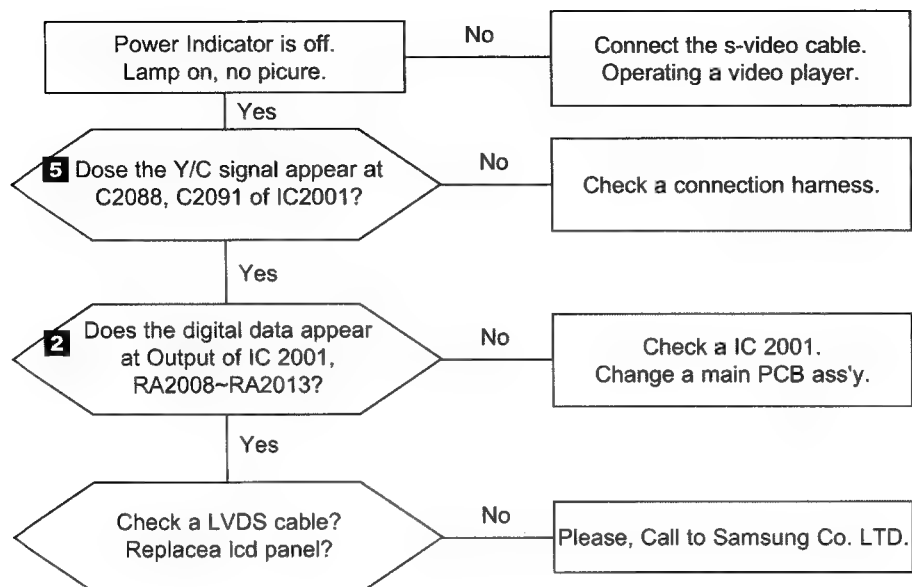 Power Indicator is off.
Lamp on, no picure.
No
Connect the s-video cable.
Operating a video player.
Yes
5 Dose the Y/C signal appear at
C2088, C2091 of IC2001?
No
Check a connection harness.
Yes
2 Does the digital data appear
at Output of IC 2001,
RA2008~RA2013?
No
Check a IC 2001.
Change a main PCB ass'y.
Yes
Check a LVDS cable?
Replacea lcd panel?
No
Please, Call to Samsung Co. LTD.